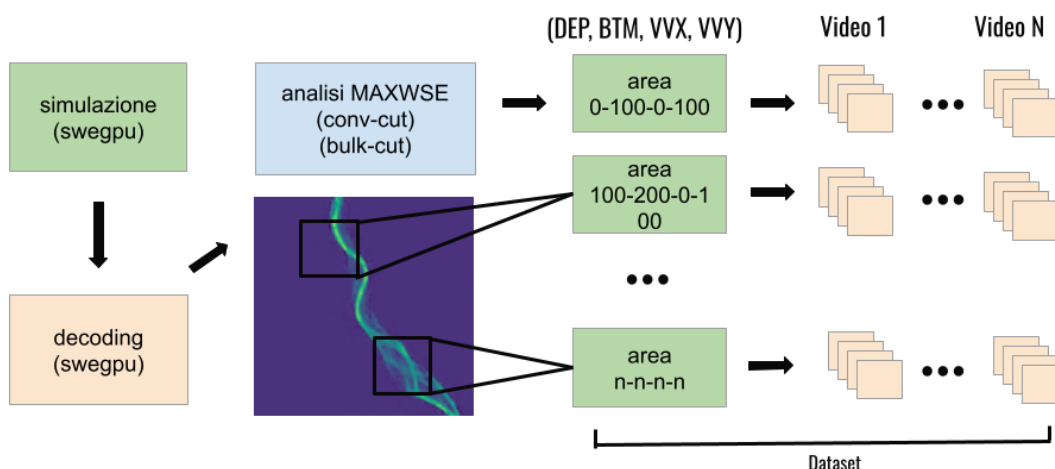 (DEP, BTM, VVX, VVY)
Video 1
Video N
simulazione
(swegpu)
analisi MAXWSE
(conv-cut)
(bulk-cut)
area
0-100-0-100
area
100-200-0-1
00
decoding
(swegpu)
area
n-n-n-n
Dataset